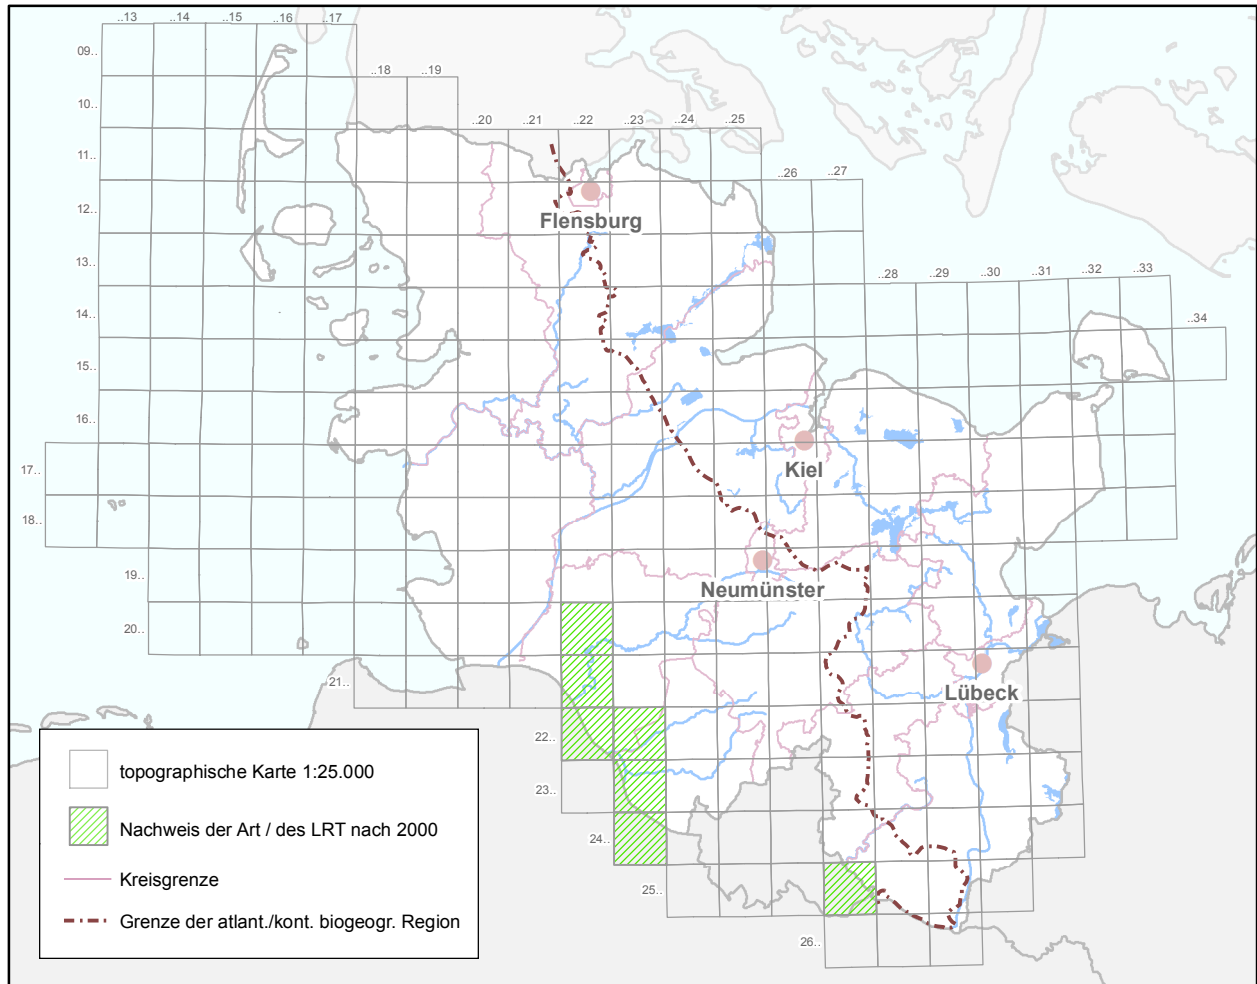 ..13 ..14 ..15 ..16 ..17
09..
..18 ..19
10..
..20 ..21 ..22 ..23 ..24 ..25
11..
..26 ..27
12..
Flensburg
13..
..28 ..29 ..30 ..31 ..32 ..33
14..
..34
15..
16..
Kiel
17..
18..
19..
Neumünster
20..
21..
Lübeck
22..
topographische Karte 1:25.000
23..
Nachweis der Art / des LRT nach 2000
24..
Kreisgrenze
25..
Grenze der atlant./kont. biogeogr. Region
26..